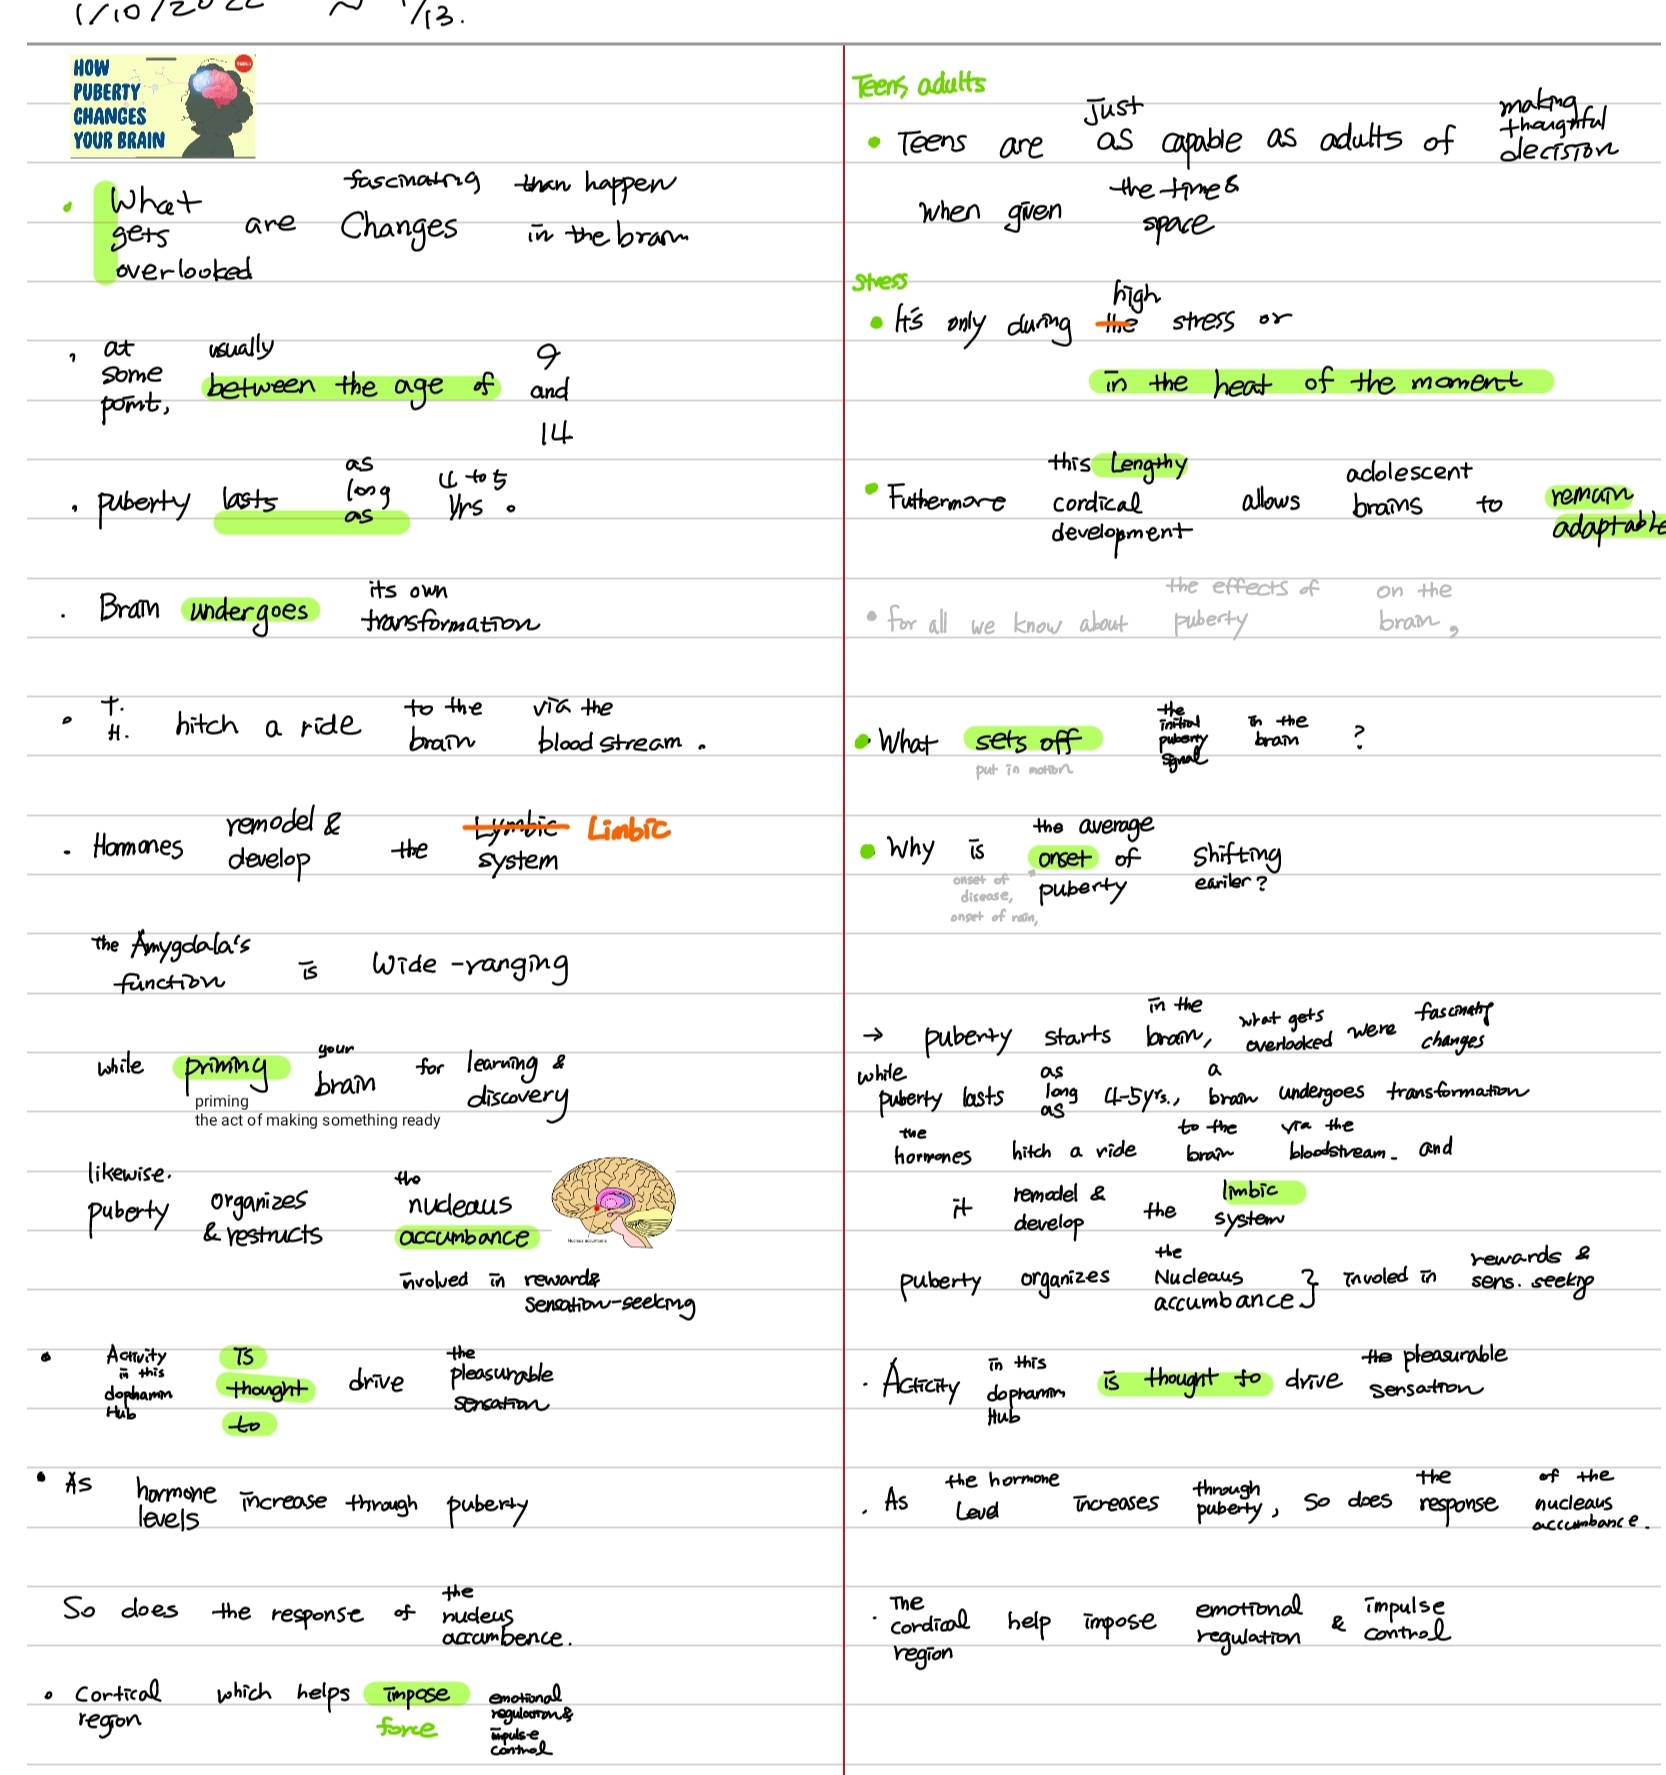 1/10/2022 ~ 1/13.
HOW
PUBERTY
CHANGES
YOUR BRAIN
• What gets overlooked are fascinating Changes than happen in the brain
, at some point, usually between the age of 9 and 14
. puberty lasts as long as 4 to 5 Yrs.
. Brain undergoes its own transformation
• T. H. hitch a ride to the brain via the blood stream.
. Hormones remodel & develop the Lymbic Limbic system
the Amygdala's function is Wide-ranging
while priming your brain for learning & discovery
priming
the act of making something ready
likewise. puberty organizes & restructs the nucleaus accumbance
Nucleus accumbens
involved in reward& Sensation-seeking
• Activity in this dophamin Hub is thought to drive the pleasurable sensation
• As hormone levels increase through puberty
So does the response of the nucleus accumbence.
• Cortical region which helps impose emotional regulation & impulse control
force
Teens adults
• Teens are just as capable as adults of making thoughtful decision
when given the time & space
Stress
• It's only during the high stress or
in the heat of the moment
• Futhermore this Lengthy cordical development allows adolescent brains to remain adaptable
• for all we know about the effects of puberty on the brain,
• What sets off the initial puberty signal in the brain ?
put in motion
• Why is the average onset of puberty shifting eariler?
onset of disease,
onset of rain,
→ puberty starts in the brain, what gets overlooked were fascinating changes
while puberty lasts as long as 4-5yrs., a brain undergoes transformation
the hormones hitch a ride to the brain via the bloodstream. and
it remodel & develop the limbic system
puberty organizes the Nucleaus accumbance } involed in rewards & sens. seeking
. Acticity in this dophamin Hub is thought to drive the pleasurable sensation
. As the hormone Level increases through puberty, so does the response of the nucleaus accumbance.
. The cordical region help impose emotional regulation & impulse control